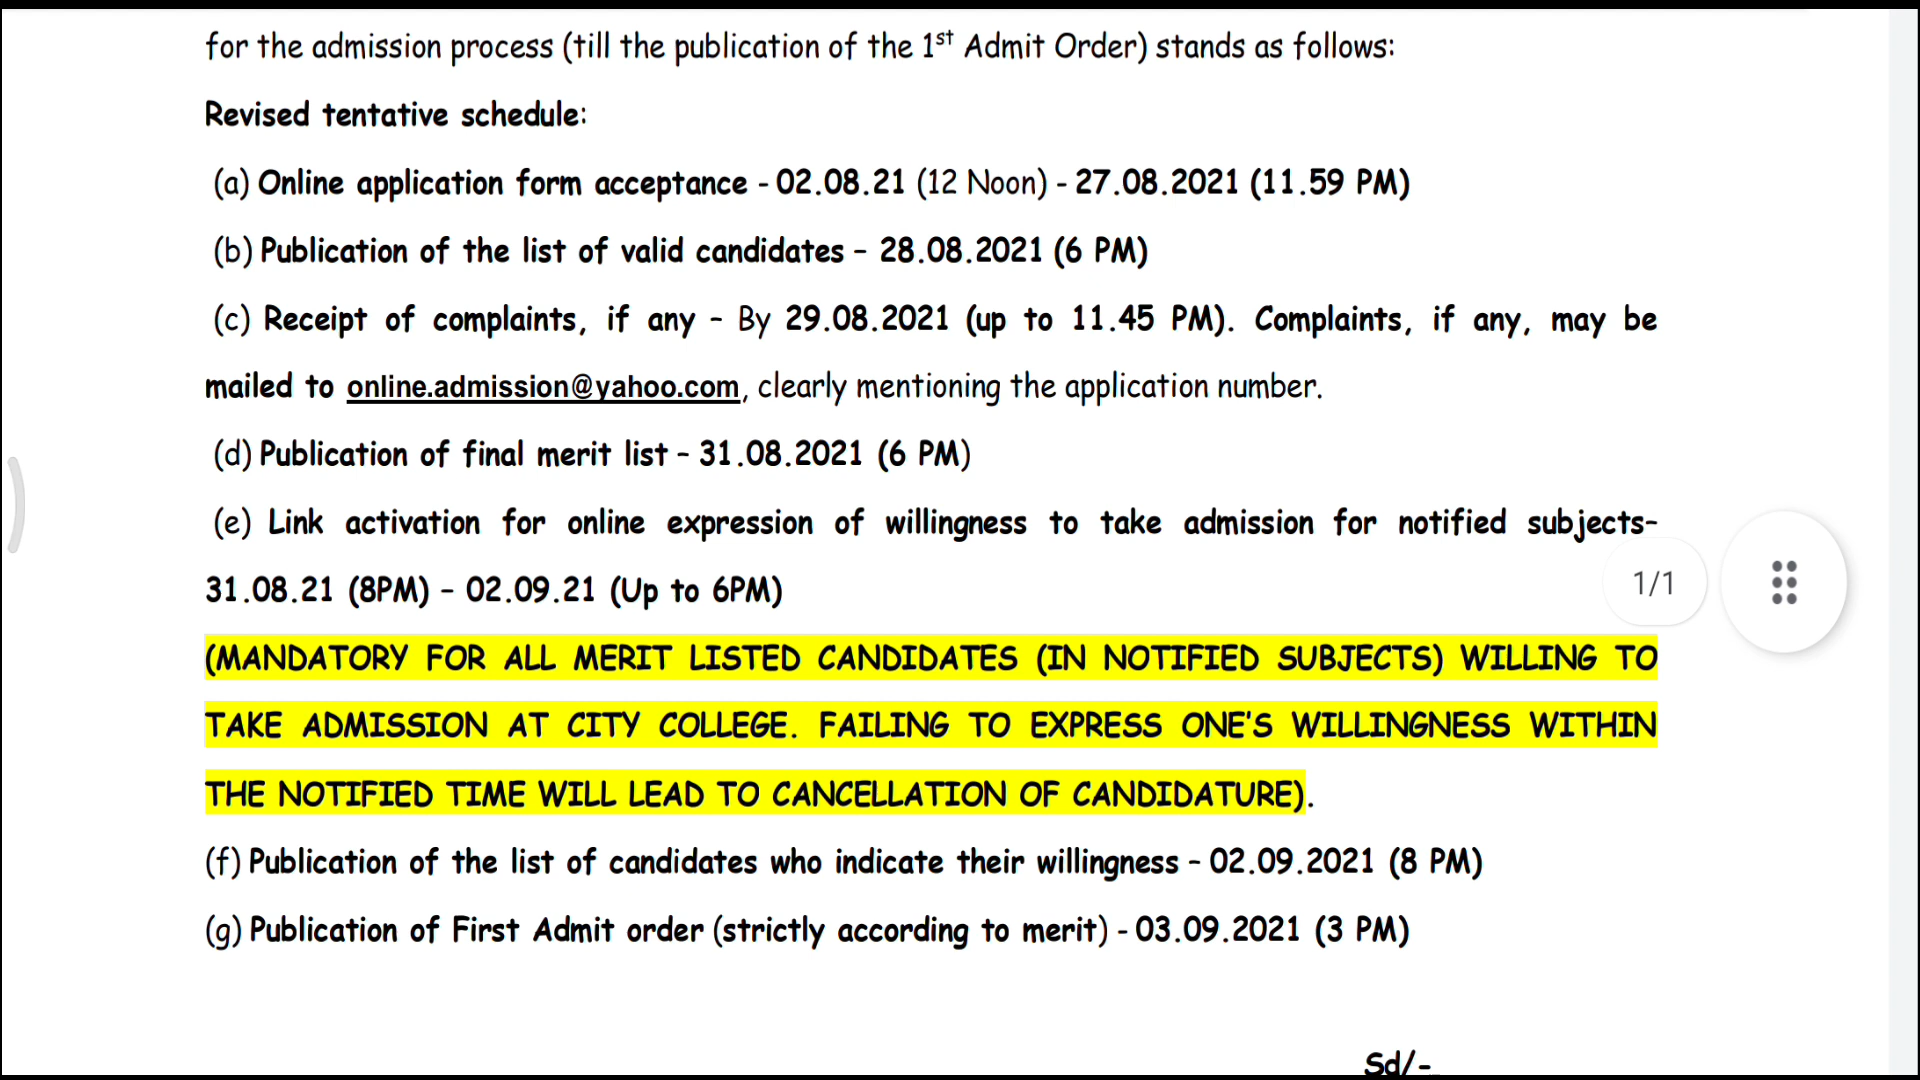 for the admission process (till the publication of the 1st Admit Order) stands as follows:
Revised tentative schedule:
(a) Online application form acceptance - 02.08.21 (12 Noon) - 27.08.2021 (11.59 PM)
(b) Publication of the list of valid candidates – 28.08.2021 (6 PM)
(c) Receipt of complaints, if any – By 29.08.2021 (up to 11.45 PM). Complaints, if any, may be
mailed to online.admission@yahoo.com, clearly mentioning the application number.
(d) Publication of final merit list – 31.08.2021 (6 PM)
(e) Link activation for online expression of willingness to take admission for notified subjects–
31.08.21 (8PM) – 02.09.21 (Up to 6PM)
1/1
(MANDATORY FOR ALL MERIT LISTED CANDIDATES (IN NOTIFIED SUBJECTS) WILLING TO
TAKE ADMISSION AT CITY COLLEGE. FAILING TO EXPRESS ONE'S WILLINGNESS WITHIN
THE NOTIFIED TIME WILL LEAD TO CANCELLATION OF CANDIDATURE).
(f) Publication of the list of candidates who indicate their willingness – 02.09.2021 (8 PM)
(g) Publication of First Admit order (strictly according to merit) - 03.09.2021 (3 PM)
Sd/-